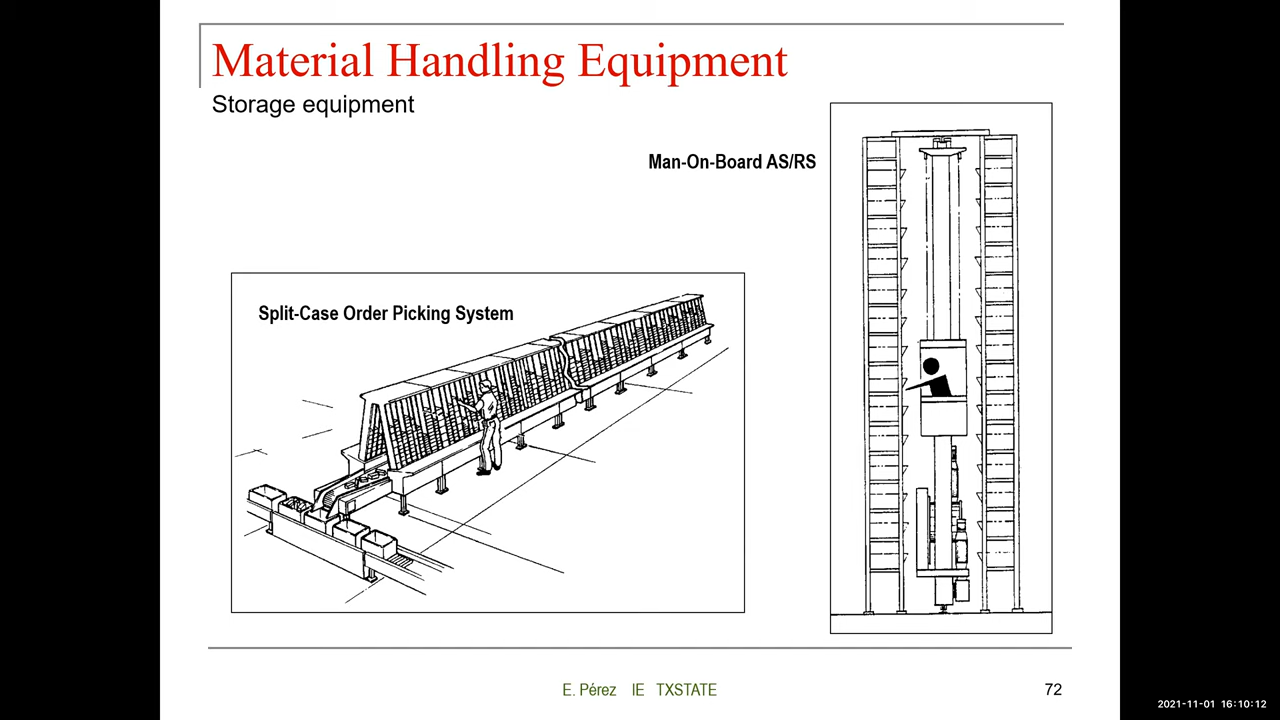 Material Handling Equipment
Storage equipment
Man-On-Board AS/RS
Split-Case Order Picking System
E. Pérez IE TXSTATE
72
2021-11-01 16:10:12